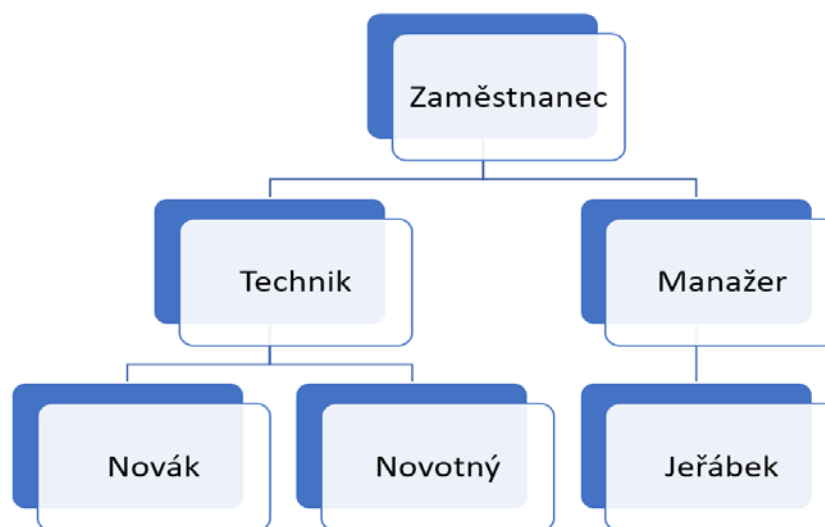 Zaměstnanec
Technik
Manažer
Novák
Novotný
Jeřábek